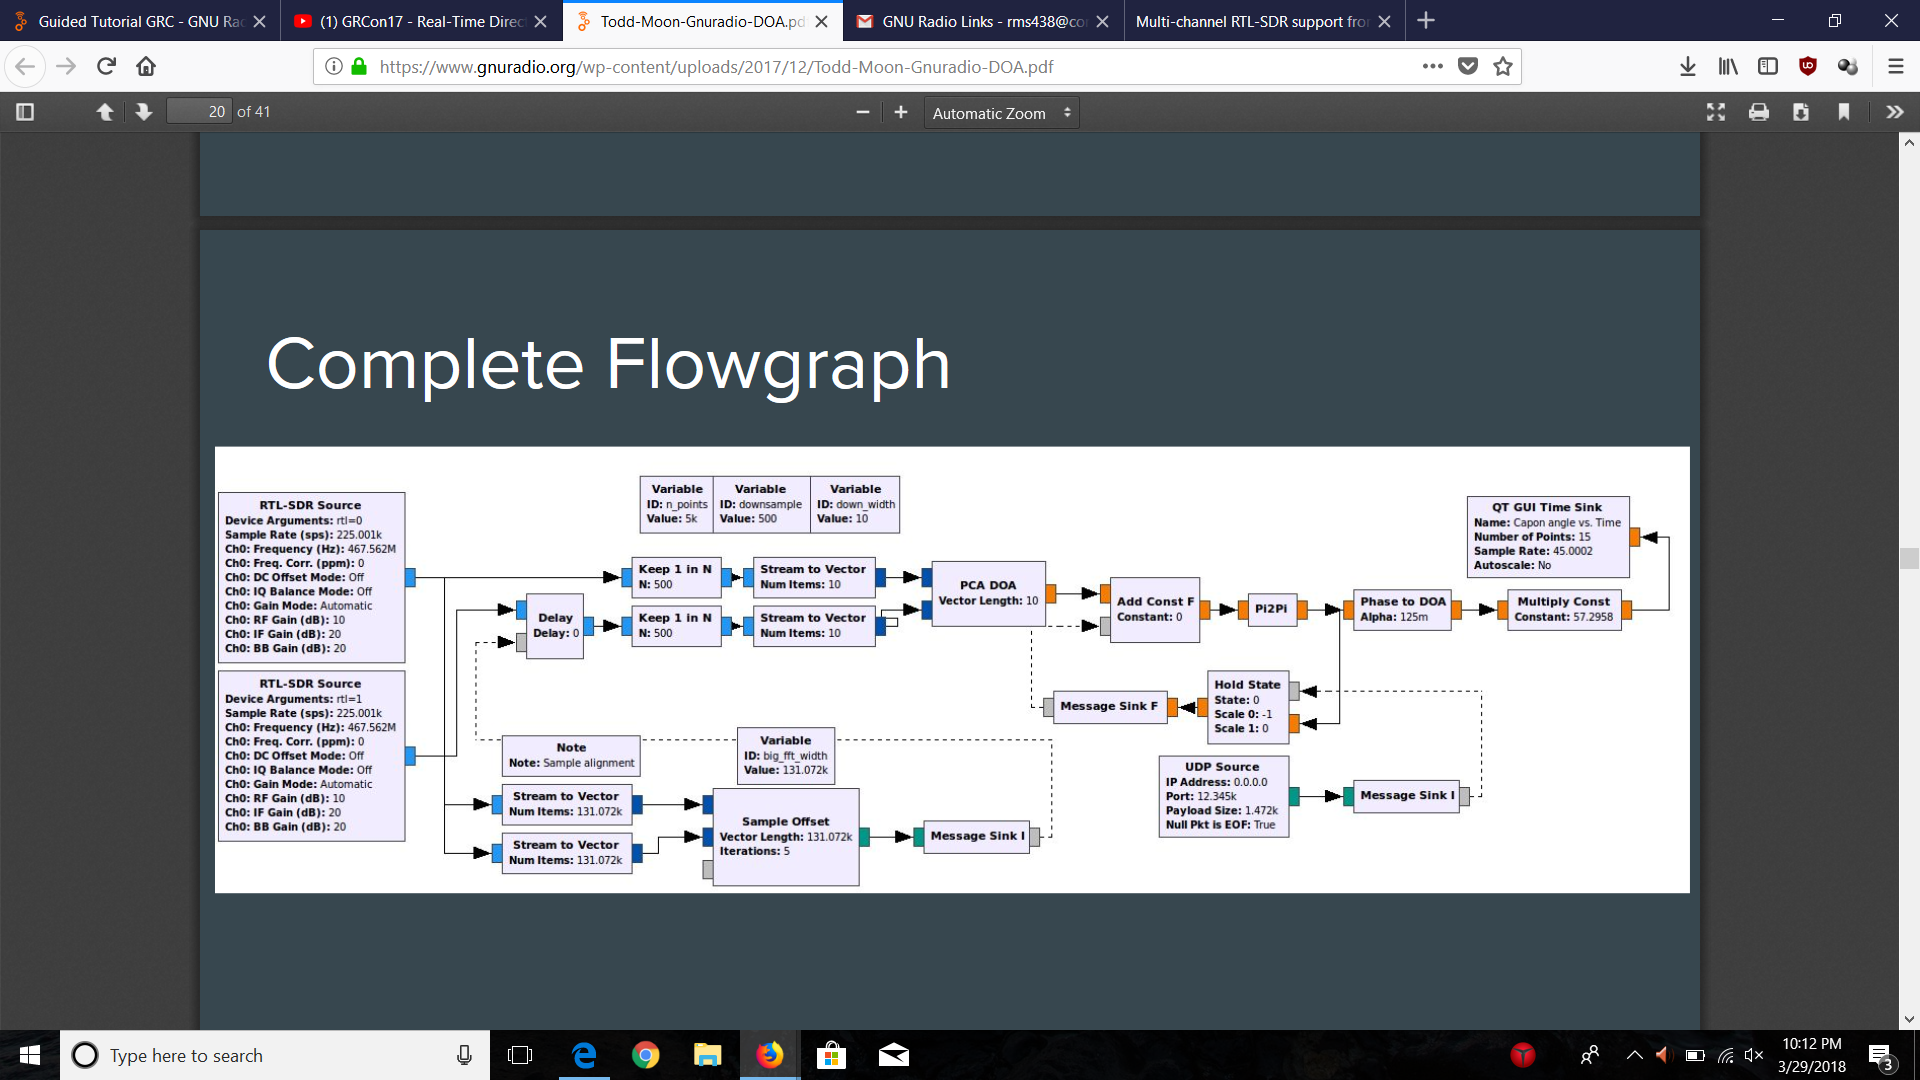 Guided Tutorial GRC - GNU Ra
(1) GRCon17 - Real-Time Direc
Todd-Moon-Gnuradio-DOA.pd
GNU Radio Links - rms438@co
Multi-channel RTL-SDR support fro
https://www.gnuradio.org/wp-content/uploads/2017/12/Todd-Moon-Gnuradio-DOA.pdf
20 of 41
Automatic Zoom
Complete Flowgraph
RTL-SDR Source
Device Arguments: rtl=0
Sample Rate (sps): 225.001k
Ch0: Frequency (Hz): 467.562M
Ch0: Freq. Corr. (ppm): 0
Ch0: DC Offset Mode: Off
Ch0: IQ Balance Mode: Off
Ch0: Gain Mode: Automatic
Ch0: RF Gain (dB): 10
Ch0: IF Gain (dB): 20
Ch0: BB Gain (dB): 20
RTL-SDR Source
Device Arguments: rtl=1
Sample Rate (sps): 225.001k
Ch0: Frequency (Hz): 467.562M
Ch0: Freq. Corr. (ppm): 0
Ch0: DC Offset Mode: Off
Ch0: IQ Balance Mode: Off
Ch0: Gain Mode: Automatic
Ch0: RF Gain (dB): 10
Ch0: IF Gain (dB): 20
Ch0: BB Gain (dB): 20
Variable
ID: n_points
Value: 5k
Variable
ID: downsample
Value: 500
Variable
ID: down_width
Value: 10
Delay
Delay: 0
Keep 1 in N
N: 500
Keep 1 in N
N: 500
Stream to Vector
Num Items: 10
Stream to Vector
Num Items: 10
PCA DOA
Vector Length: 10
Add Const F
Constant: 0
Pi2Pi
Phase to DOA
Alpha: 125m
Multiply Const
Constant: 57.2958
QT GUI Time Sink
Name: Capon angle vs. Time
Number of Points: 15
Sample Rate: 45.0002
Autoscale: No
Message Sink F
Hold State
State: 0
Scale 0: -1
Scale 1: 0
Note
Note: Sample alignment
Variable
ID: big_fft_width
Value: 131.072k
Stream to Vector
Num Items: 131.072k
Stream to Vector
Num Items: 131.072k
Sample Offset
Vector Length: 131.072k
Iterations: 5
Message Sink I
UDP Source
IP Address: 0.0.0.0
Port: 12.345k
Payload Size: 1.472k
Null Pkt is EOF: True
Message Sink I
Type here to search
10:12 PM
3/29/2018
3